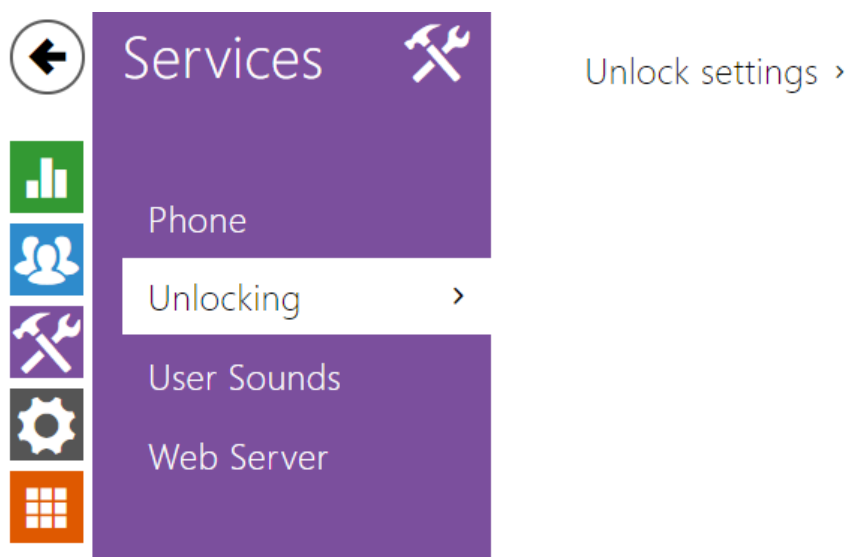 Services
Unlock settings ›
Phone
Unlocking ›
User Sounds
Web Server